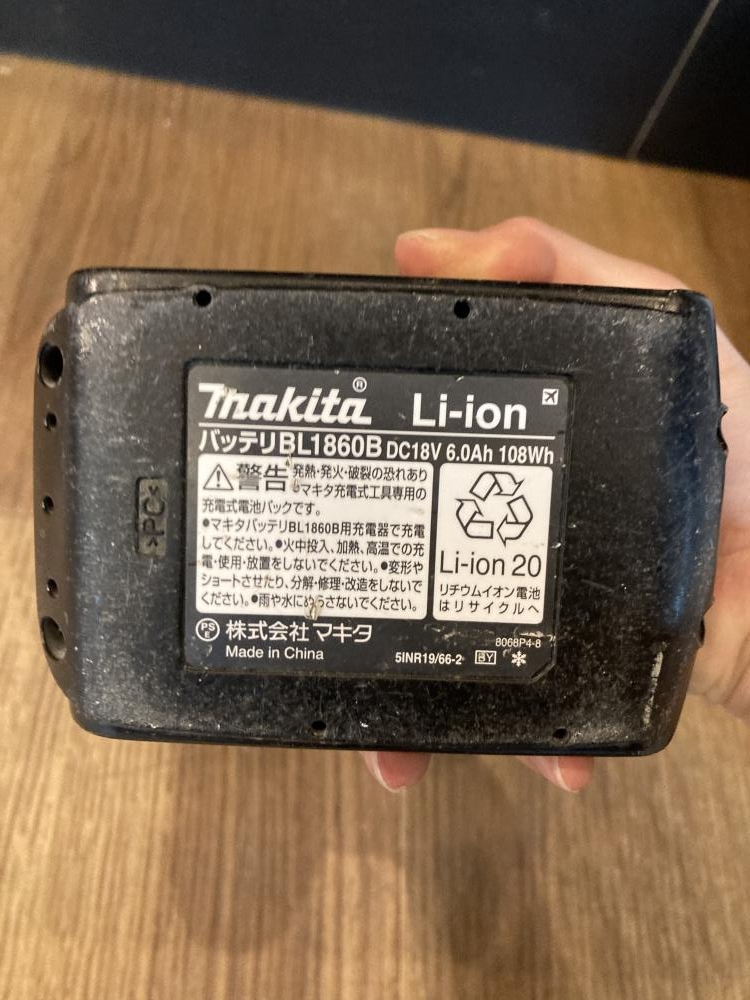 makita® Li-ion
バッテリBL1860B DC18V 6.0Ah 108Wh
警告 発熱・発火・破裂の恐れあり
●マキタ充電式工具専用の
充電式電池パックです。
●マキタバッテリBL1860B用充電器で充電
してください。●火中投入、加熱、高温での充
電・使用・放置をしないでください。●変形や
ショートさせたり、分解・修理・改造をしないで
ください。●雨や水にぬらさないでください。
Li-ion 20
リチウムイオン電池
はリサイクルへ
PS
E 株式会社 マキタ
Made in China
8068P4-8
5INR19/66-2 BY
>PC<